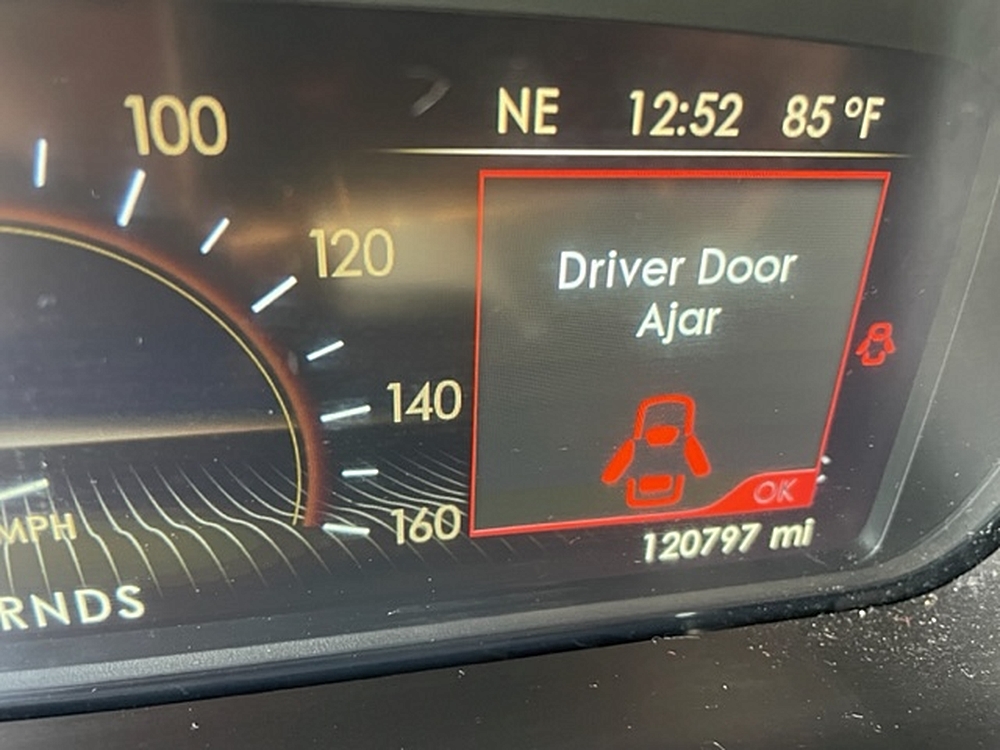 NE 12:52 85 °F
100
120
Driver Door
Ajar
140
OK
160
MPH
120797 mi
RNDS